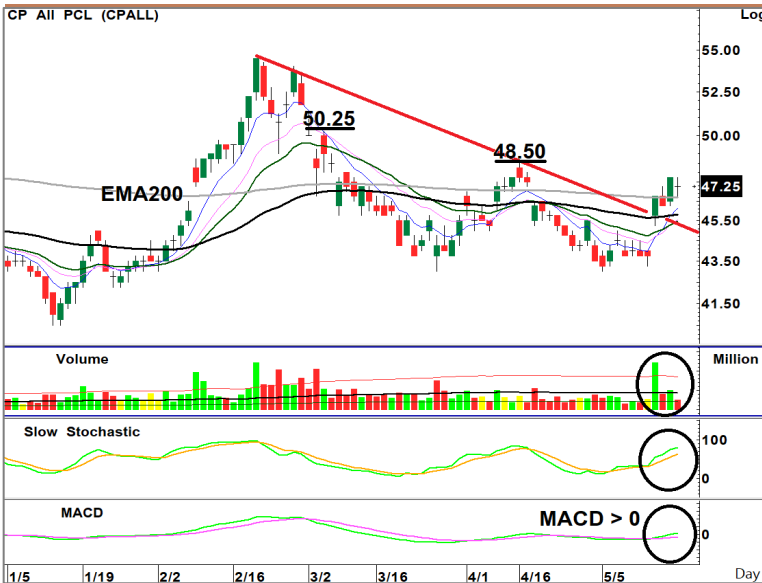 CP All PCL (CPALL) Log
55.00
52.50
50.25
50.00
48.50
EMA200
47.25
45.50
43.50
41.50
Volume Million
Slow Stochastic
100
0
MACD
MACD > 0
0
1/5 1/19 2/2 2/16 3/2 3/16 4/1 4/16 5/5 Day